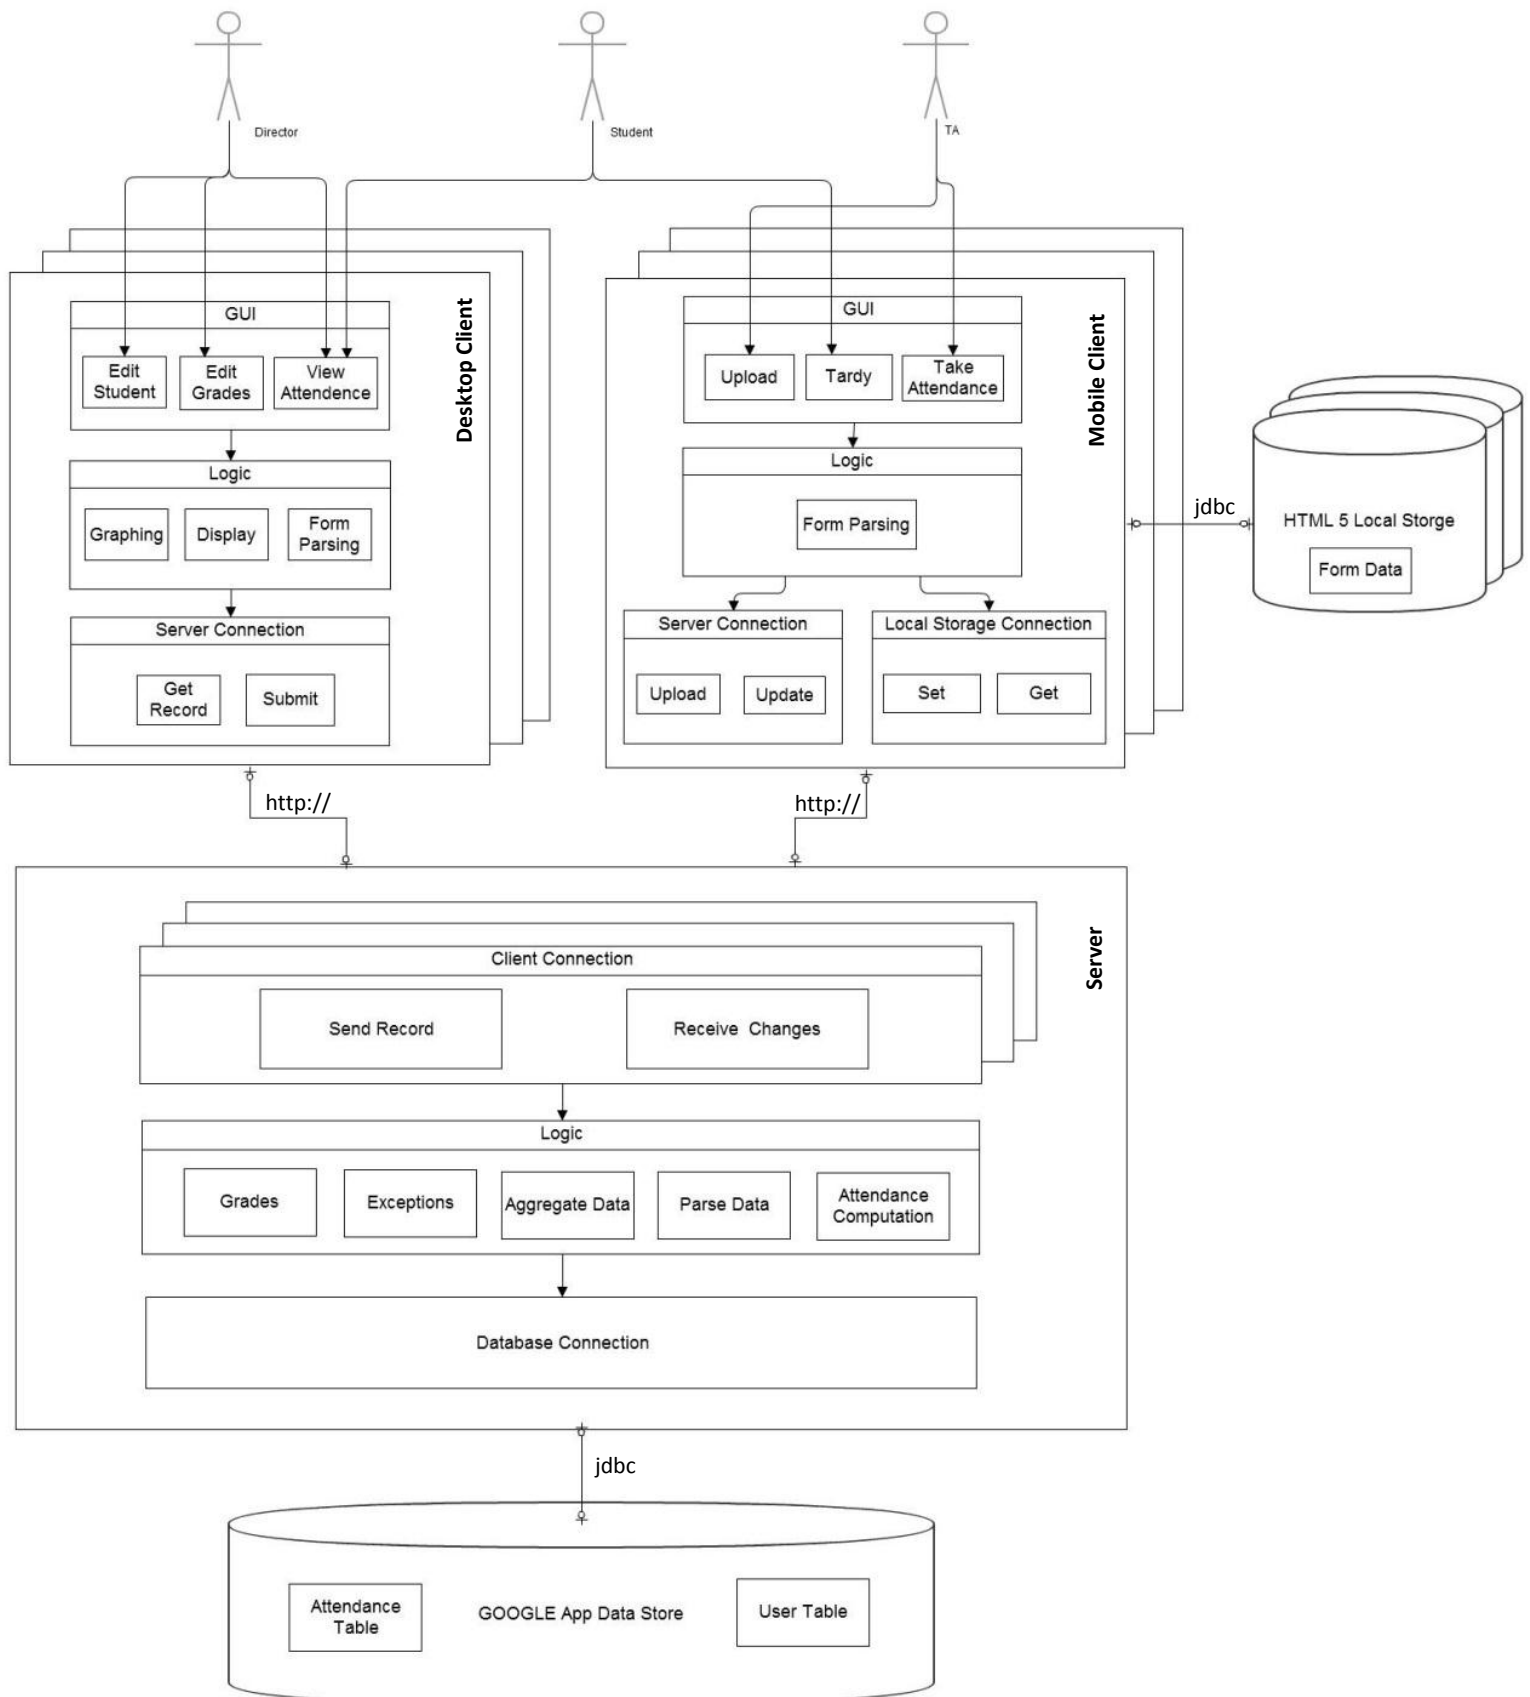 Director
Student
TA
Desktop Client
GUI
Edit
Student
Edit
Grades
View
Attendence
Logic
Graphing
Display
Form
Parsing
Server Connection
Get
Record
Submit
Mobile Client
GUI
Upload
Tardy
Take
Attendance
Logic
Form Parsing
Server Connection
Upload
Update
Local Storage Connection
Set
Get
jdbc
HTML 5 Local Storge
Form Data
http://
http://
Server
Client Connection
Send Record
Receive Changes
Logic
Grades
Exceptions
Aggregate Data
Parse Data
Attendance
Computation
Database Connection
jdbc
Attendance
Table
GOOGLE App Data Store
User Table